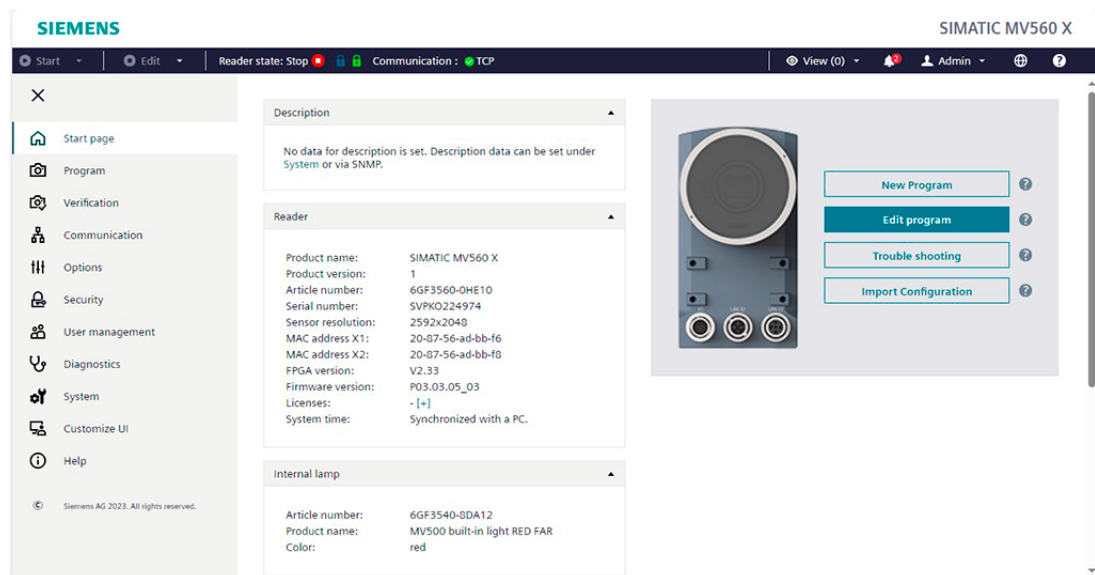 SIEMENS
SIMATIC MV560 X
Start
Edit
Reader state: Stop
Communication : TCP
View (0)
2
Admin
Start page
Program
Verification
Communication
Options
Security
User management
Diagnostics
System
Customize UI
Help
© Siemens AG 2023. All rights reserved.
Description
No data for description is set. Description data can be set under
System or via SNMP.
Reader
Product name: SIMATIC MV560 X
Product version: 1
Article number: 6GF3560-0HE10
Serial number: SVPKO224974
Sensor resolution: 2592x2048
MAC address X1: 20-87-56-ad-bb-f6
MAC address X2: 20-87-56-ad-bb-f8
FPGA version: V2.33
Firmware version: P03.03.05_03
Licenses: - [+]
System time: Synchronized with a PC.
Internal lamp
Article number: 6GF3540-8DA12
Product name: MV500 built-in light RED FAR
Color: red
New Program ?
Edit program ?
Trouble shooting ?
Import Configuration ?